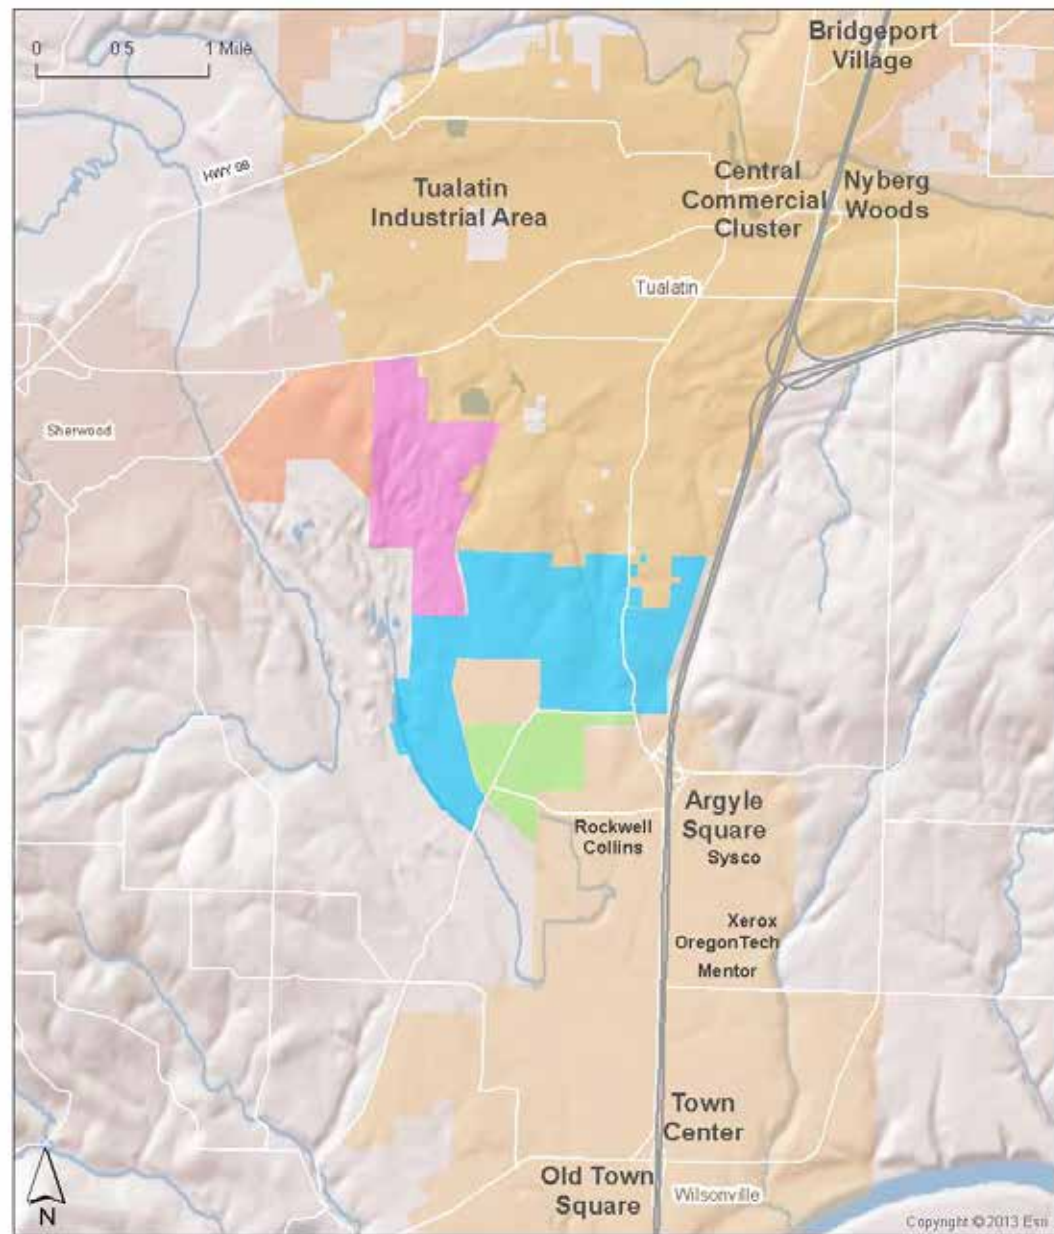 Bridgeport
Village
0 0.5 1 Mile
HWY 99
Tualatin
Industrial Area
Central
Commercial
Cluster
Nyberg
Woods
Tualatin
Sherwood
Argyle
Square
Rockwell
Collins
Sysco
Xerox
OregonTech
Mentor
Town
Center
Old Town
Square
Wilsonville
N
Copyright ©2013 Esri